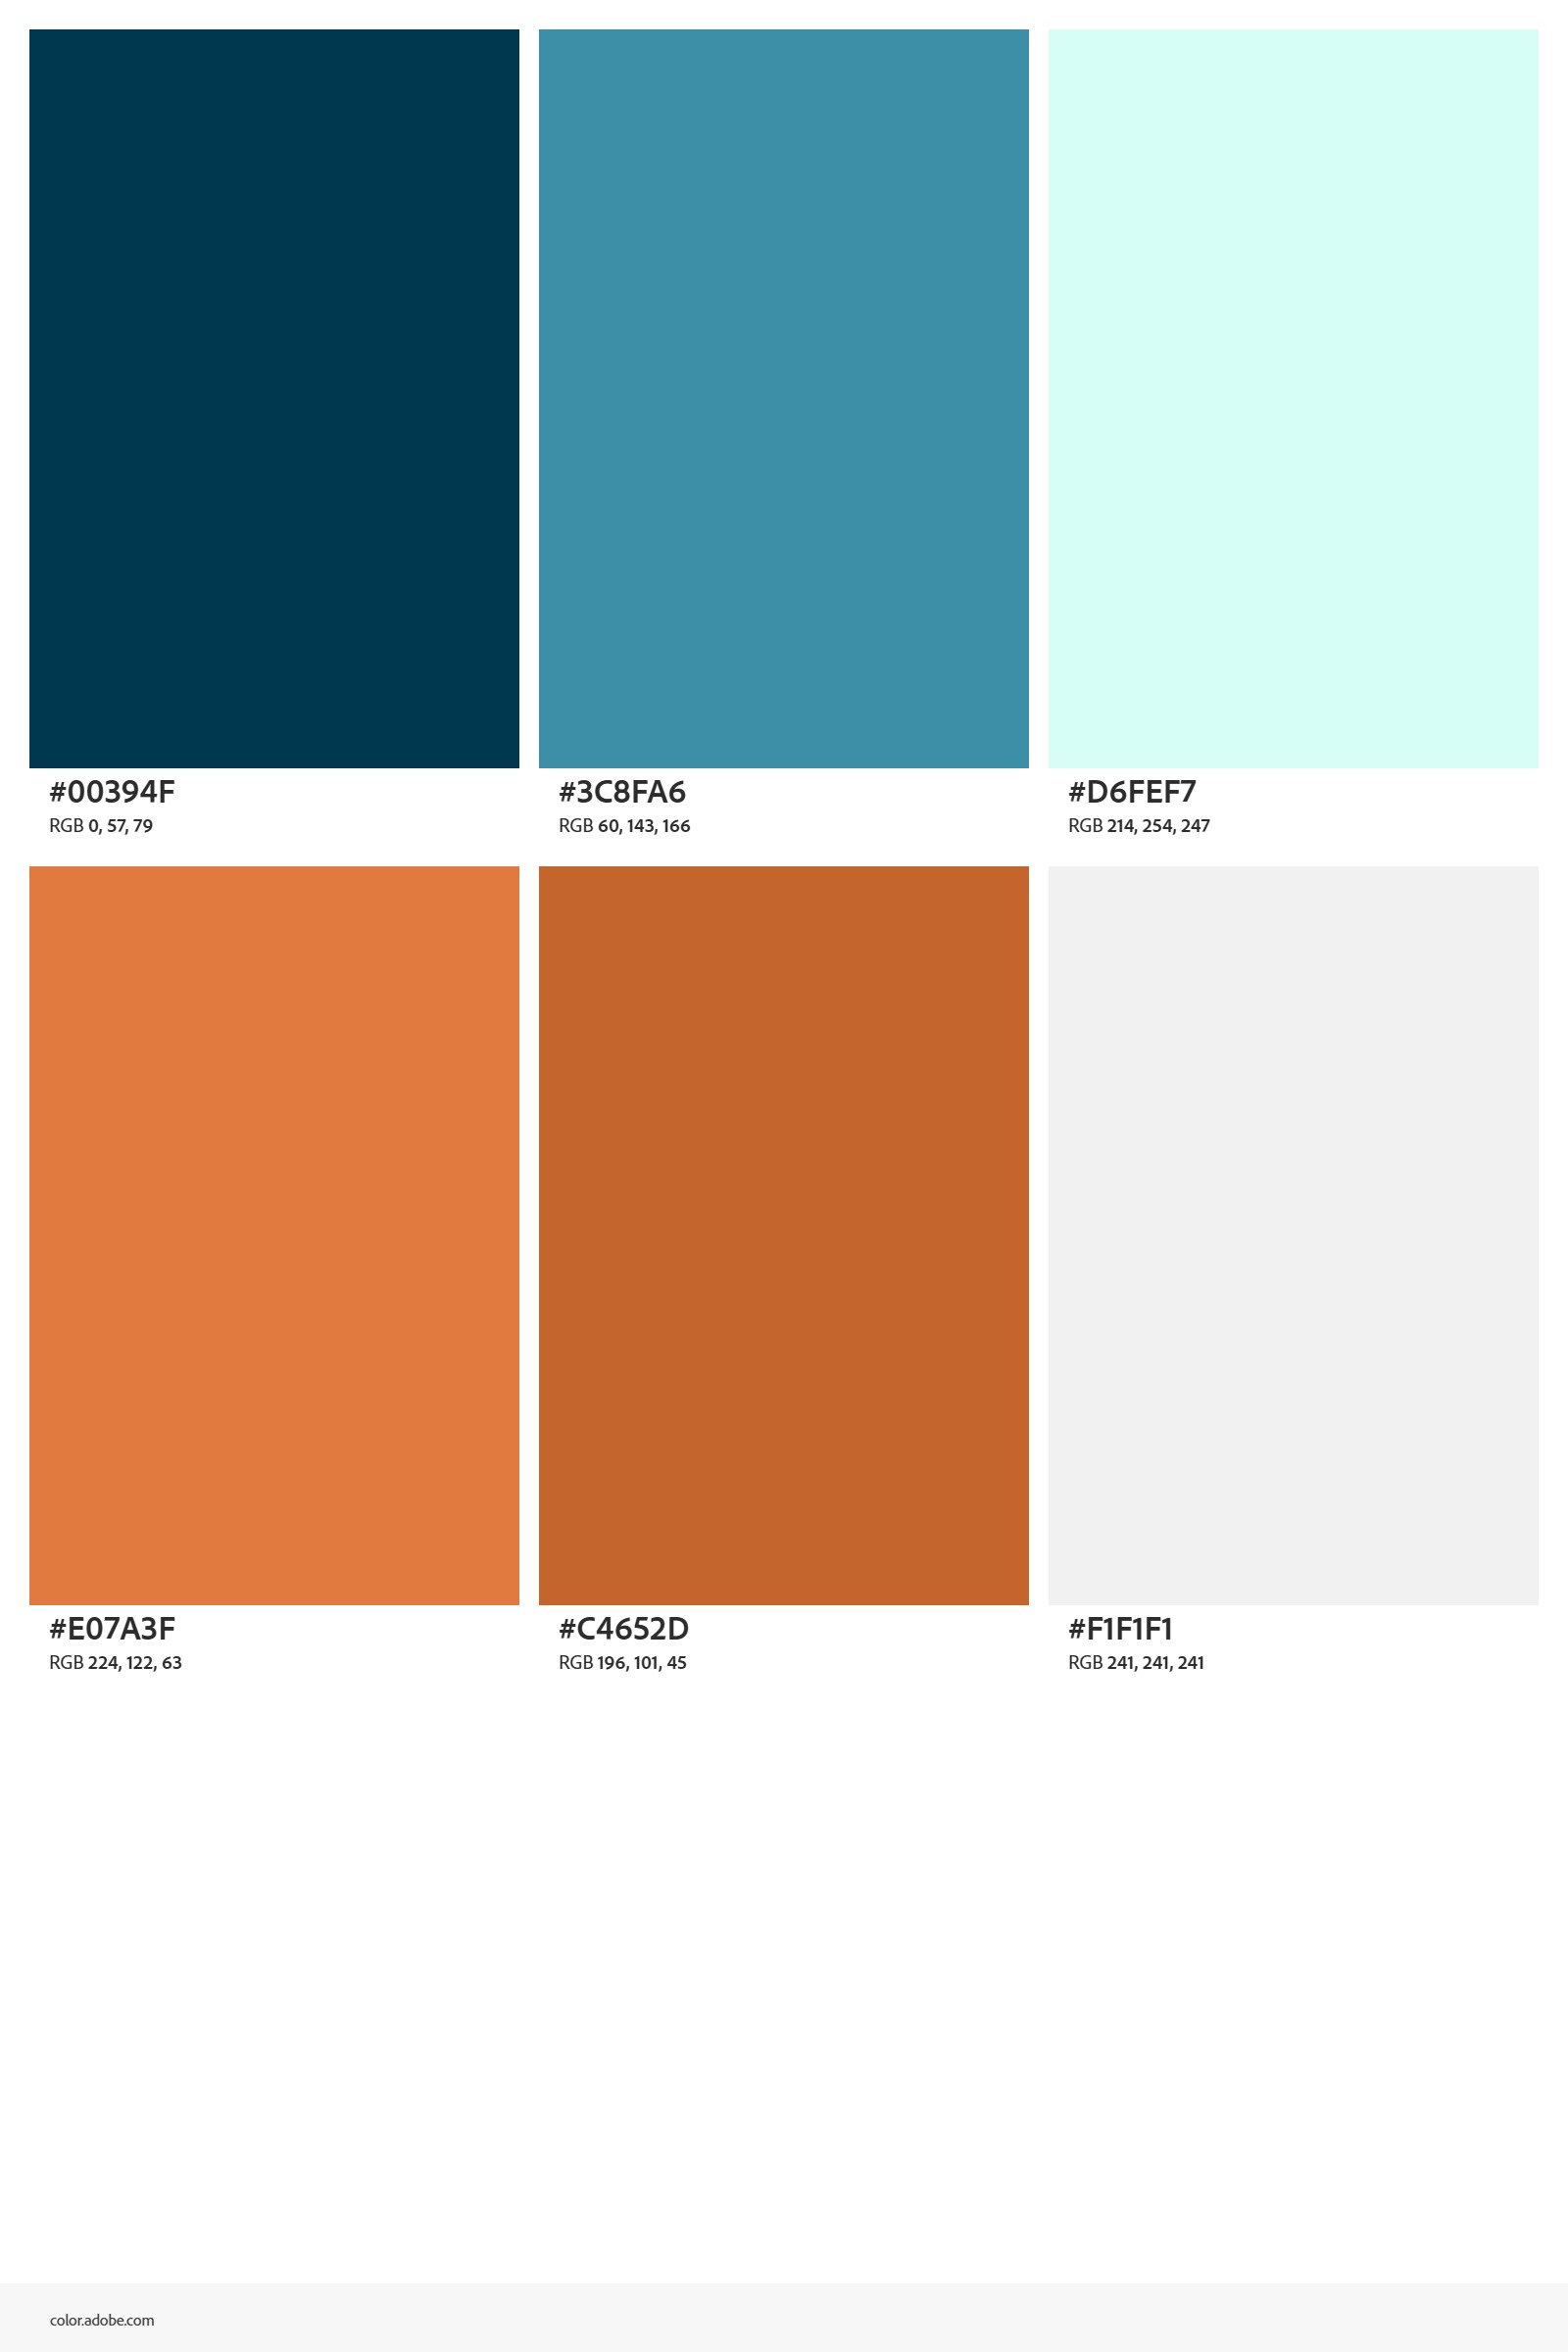 #00394F
RGB 0, 57, 79
#3C8FA6
RGB 60, 143, 166
#D6FEF7
RGB 214, 254, 247
#E07A3F
RGB 224, 122, 63
#C4652D
RGB 196, 101, 45
#F1F1F1
RGB 241, 241, 241
color.adobe.com